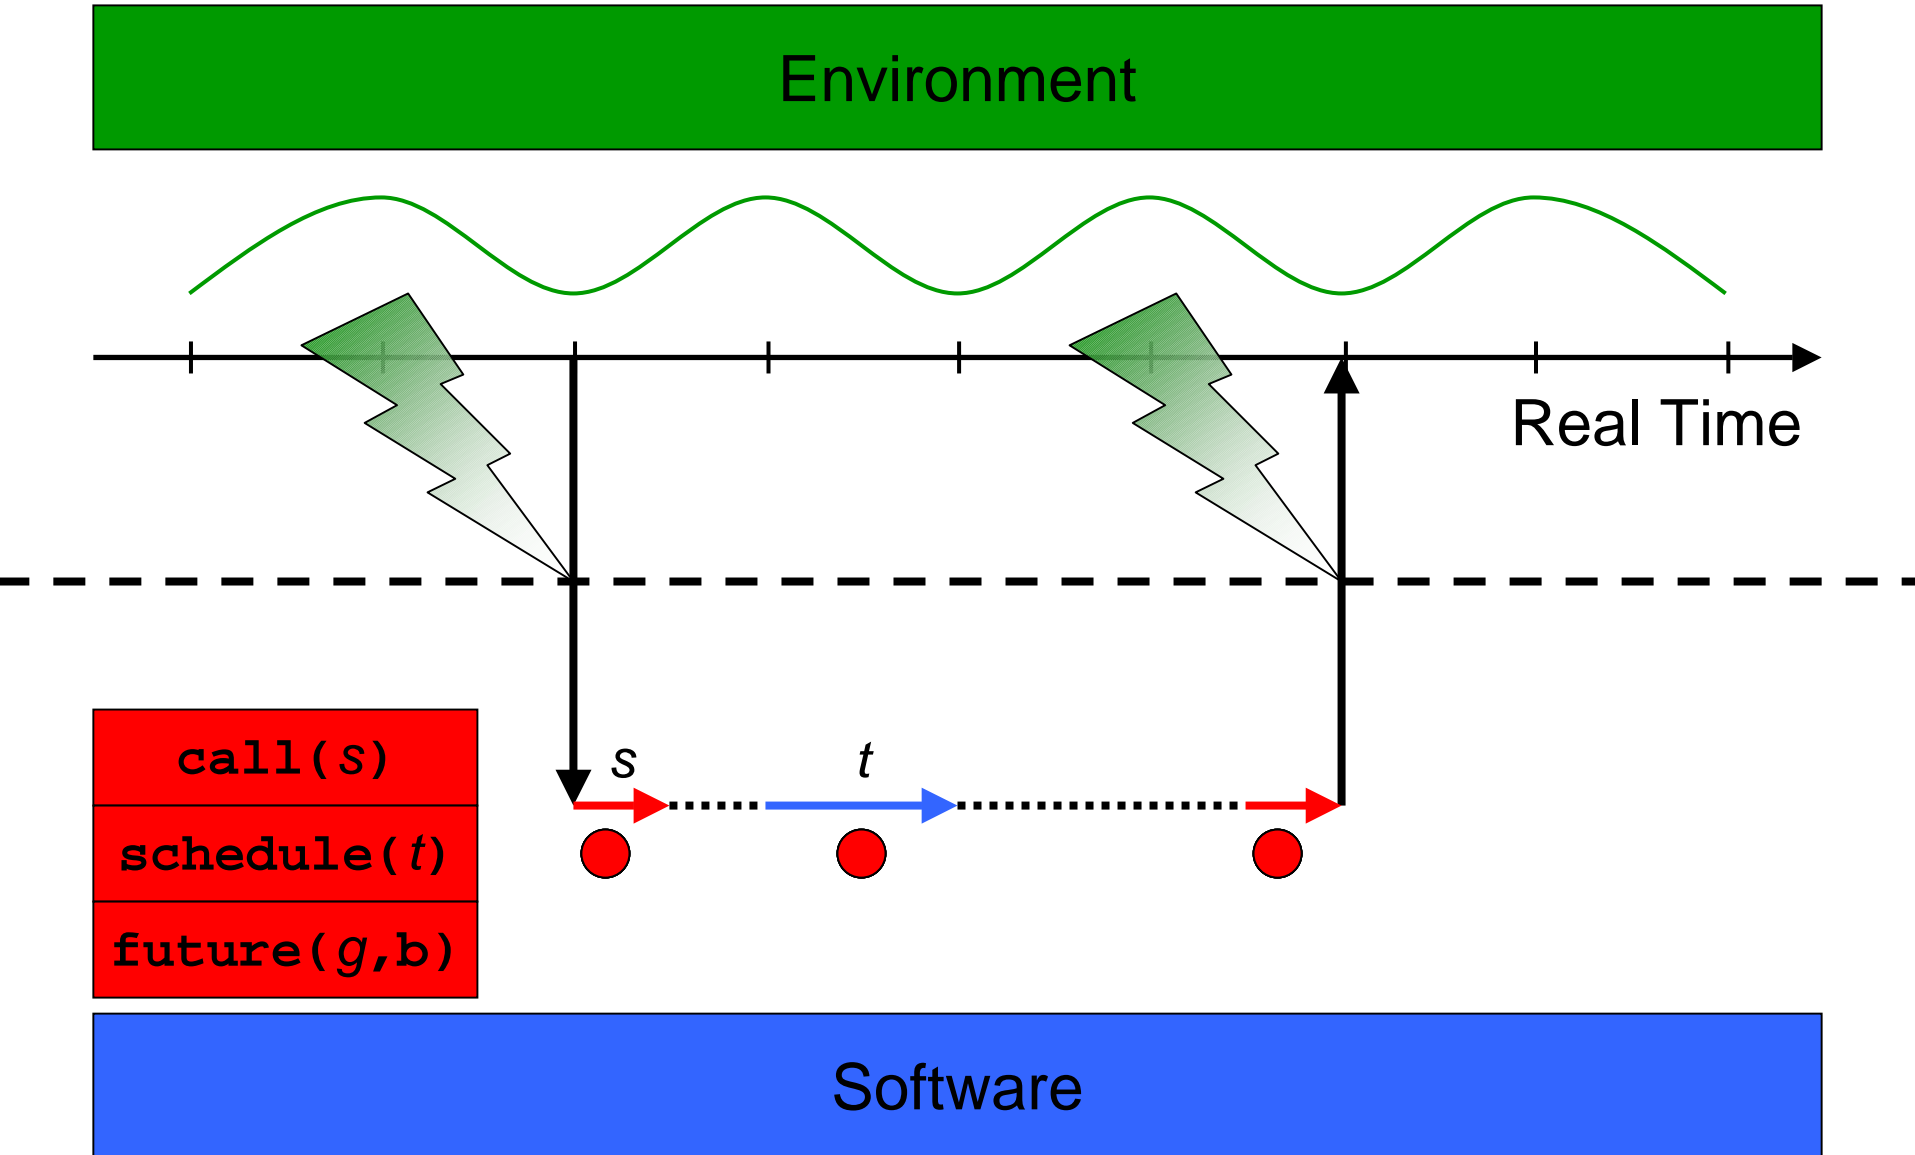 Environment
Real Time
s t
call(s)
schedule(t)
future(g,b)
Software